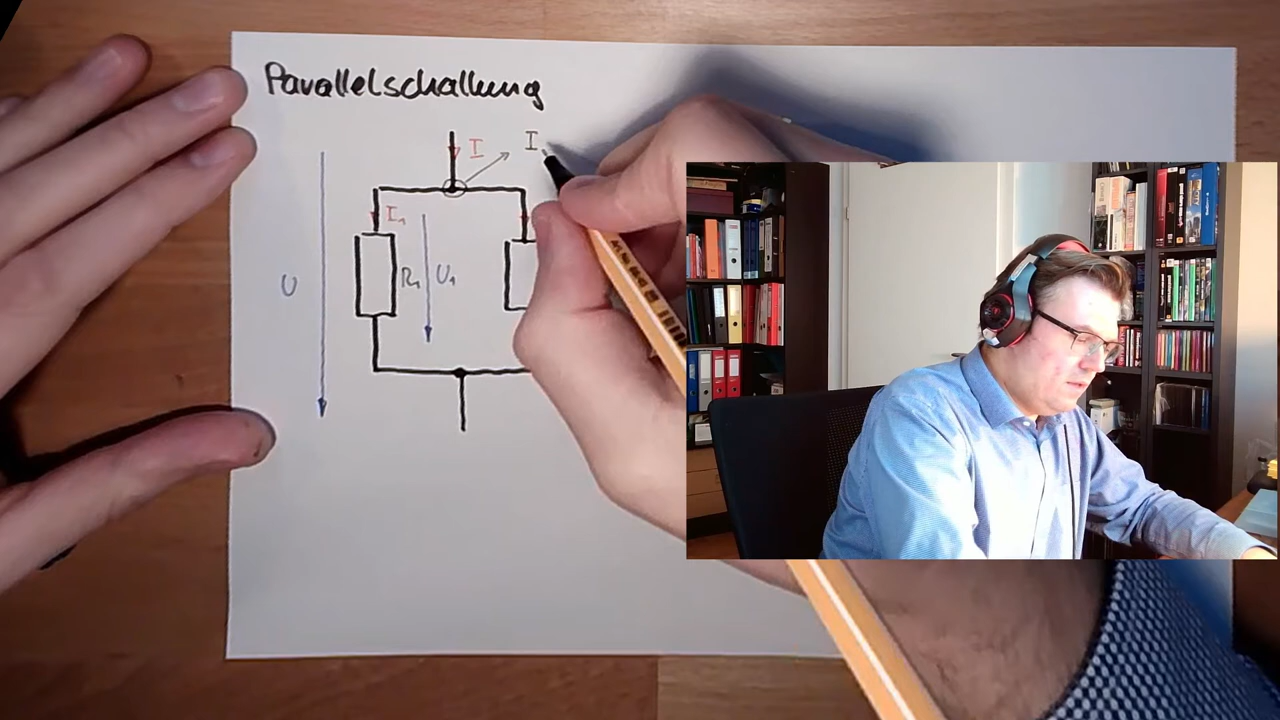 Parallelschaltung
I
I
I₁
U
R₁
U₁